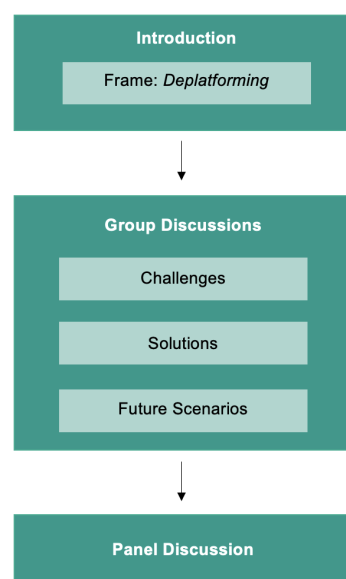 Introduction
Frame: Deplatforming
Group Discussions
Challenges
Solutions
Future Scenarios
Panel Discussion